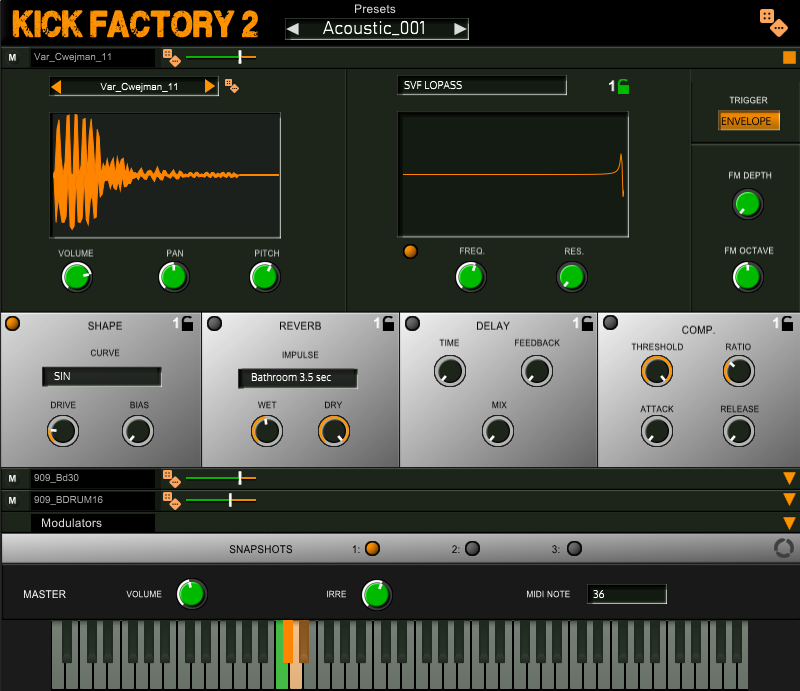 KICK FACTORY 2
Presets
Acoustic_001
M Var_Cwejman_11
Var_Cwejman_11
SVF LOPASS
1
TRIGGER
ENVELOPE
FM DEPTH
VOLUME PAN PITCH
FREQ. RES.
FM OCTAVE
SHAPE 1
REVERB 1
DELAY 1
COMP. 1
CURVE
SIN
DRIVE BIAS
IMPULSE
Bathroom 3.5 sec
WET DRY
TIME FEEDBACK
MIX
THRESHOLD RATIO
ATTACK RELEASE
M 909_Bd30
M 909_BDRUM16
Modulators
SNAPSHOTS 1: 2: 3:
MASTER VOLUME IRRE MIDI NOTE 36